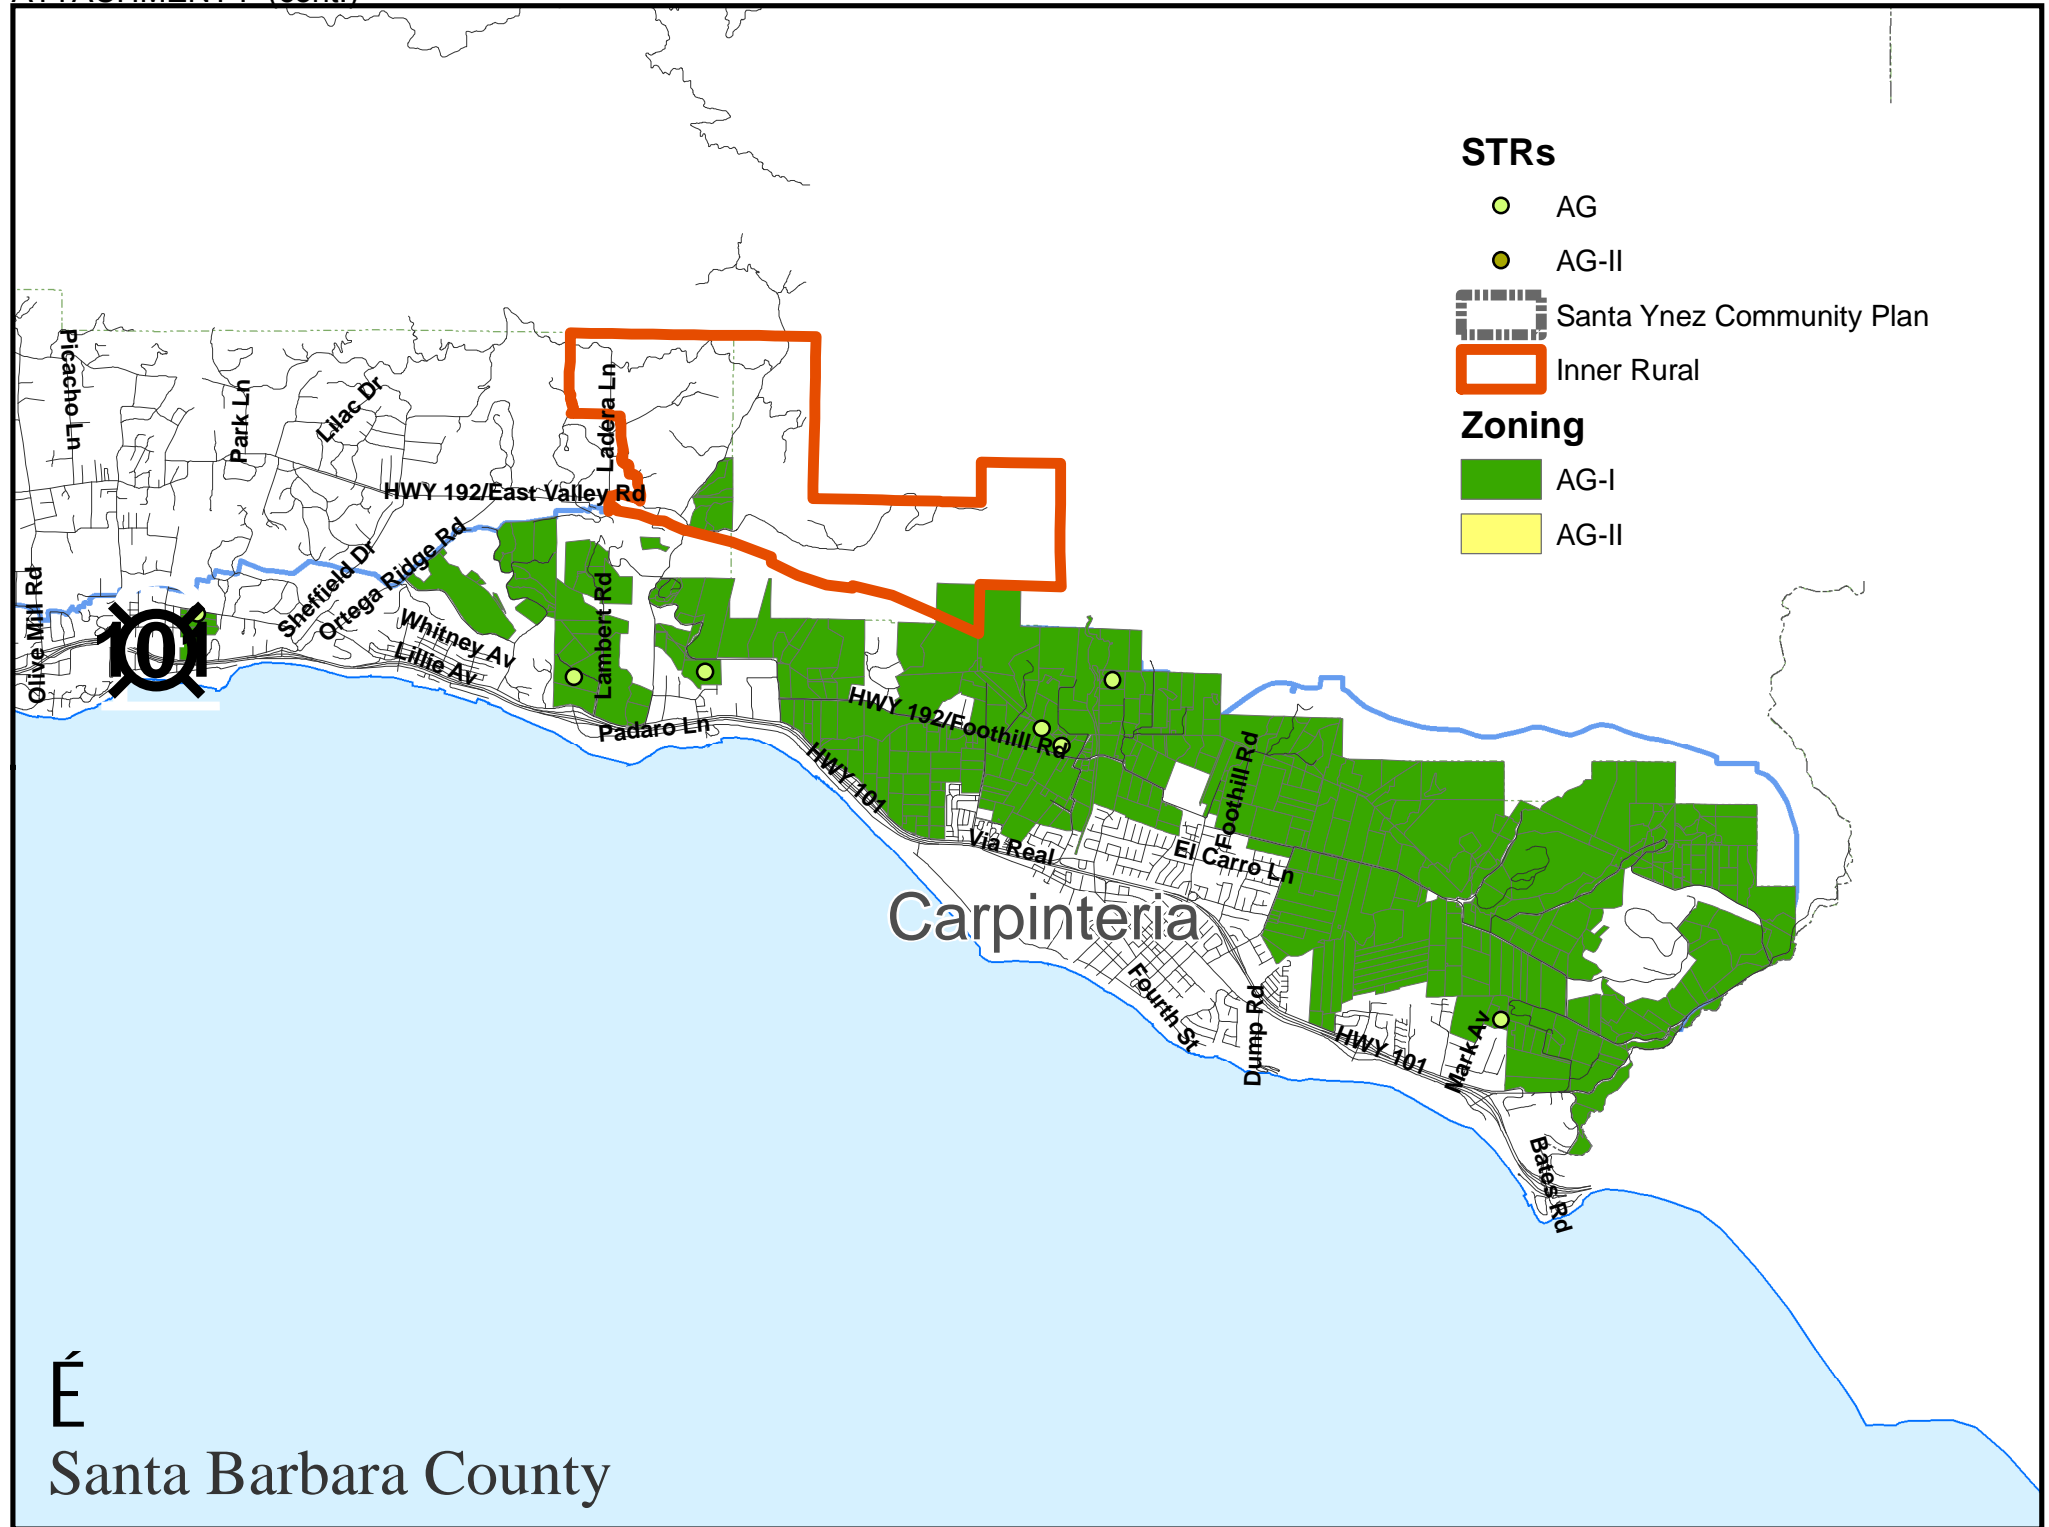 STRs
AG
AG-II
Santa Ynez Community Plan
Inner Rural
Zoning
AG-I
AG-II
Picacho Ln
Park Ln
Lilac Dr
Ladera Ln
HWY 192/East Valley Rd
Olive Mill Rd
101
Sheffield Dr
Ortega Ridge Rd
Whitney Av
Lillie Av
Lambert Rd
Padaro Ln
HWY 101
HWY 192/Foothill Rd
Foothill Rd
Via Real
El Carro Ln
Carpinteria
Fourth St
Dump Rd
HWY 101
Mark Av
Bates Rd
É
Santa Barbara County